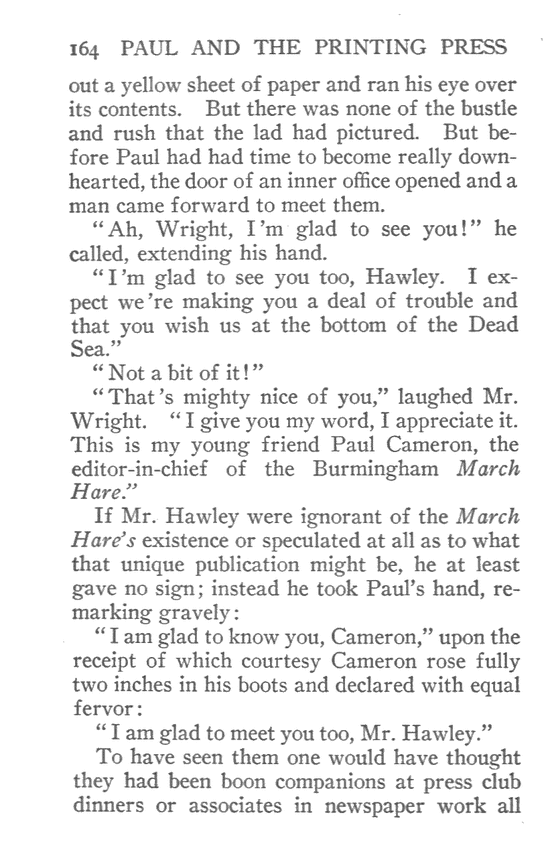 164 PAUL AND THE PRINTING PRESS
out a yellow sheet of paper and ran his eye over
its contents. But there was none of the bustle
and rush that the lad had pictured. But be-
fore Paul had had time to become really down-
hearted, the door of an inner office opened and a
man came forward to meet them.
"Ah, Wright, I'm glad to see you!" he
called, extending his hand.
"I'm glad to see you too, Hawley. I ex-
pect we're making you a deal of trouble and
that you wish us at the bottom of the Dead
Sea."
"Not a bit of it!"
"That's mighty nice of you," laughed Mr.
Wright. "I give you my word, I appreciate it.
This is my young friend Paul Cameron, the
editor-in-chief of the Burmingham March
Hare."
If Mr. Hawley were ignorant of the March
Hare's existence or speculated at all as to what
that unique publication might be, he at least
gave no sign; instead he took Paul's hand, re-
marking gravely:
"I am glad to know you, Cameron," upon the
receipt of which courtesy Cameron rose fully
two inches in his boots and declared with equal
fervor:
"I am glad to meet you too, Mr. Hawley."
To have seen them one would have thought
they had been boon companions at press club
dinners or associates in newspaper work all